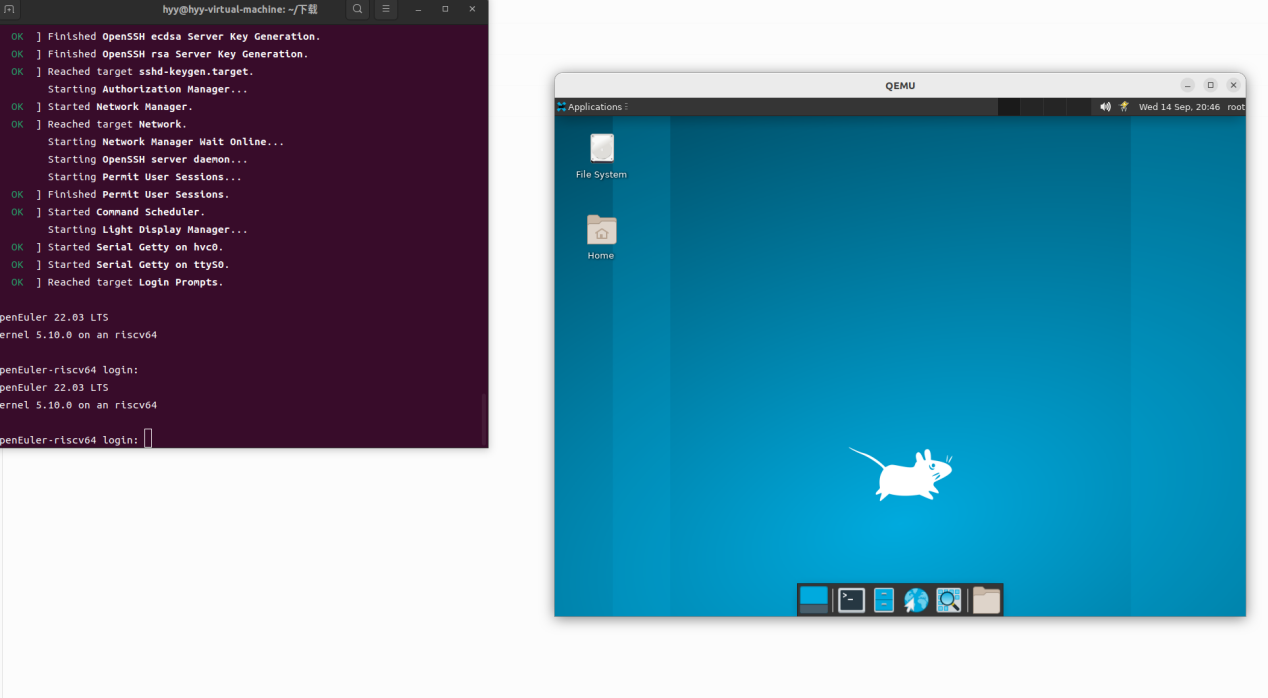 hyy@hyy-virtual-machine: ~/下载
OK ] Finished OpenSSH ecdsa Server Key Generation.
OK ] Finished OpenSSH rsa Server Key Generation.
OK ] Reached target sshd-keygen.target.
Starting Authorization Manager...
OK ] Started Network Manager.
OK ] Reached target Network.
Starting Network Manager Wait Online...
Starting OpenSSH server daemon...
Starting Permit User Sessions...
OK ] Finished Permit User Sessions.
OK ] Started Command Scheduler.
Starting Light Display Manager...
OK ] Started Serial Getty on hvc0.
OK ] Started Serial Getty on ttyS0.
OK ] Reached target Login Prompts.
penEuler 22.03 LTS
ernel 5.10.0 on an riscv64
penEuler-riscv64 login:
penEuler 22.03 LTS
ernel 5.10.0 on an riscv64
penEuler-riscv64 login:
QEMU
Applications
Wed 14 Sep, 20:46 root
File System
Home